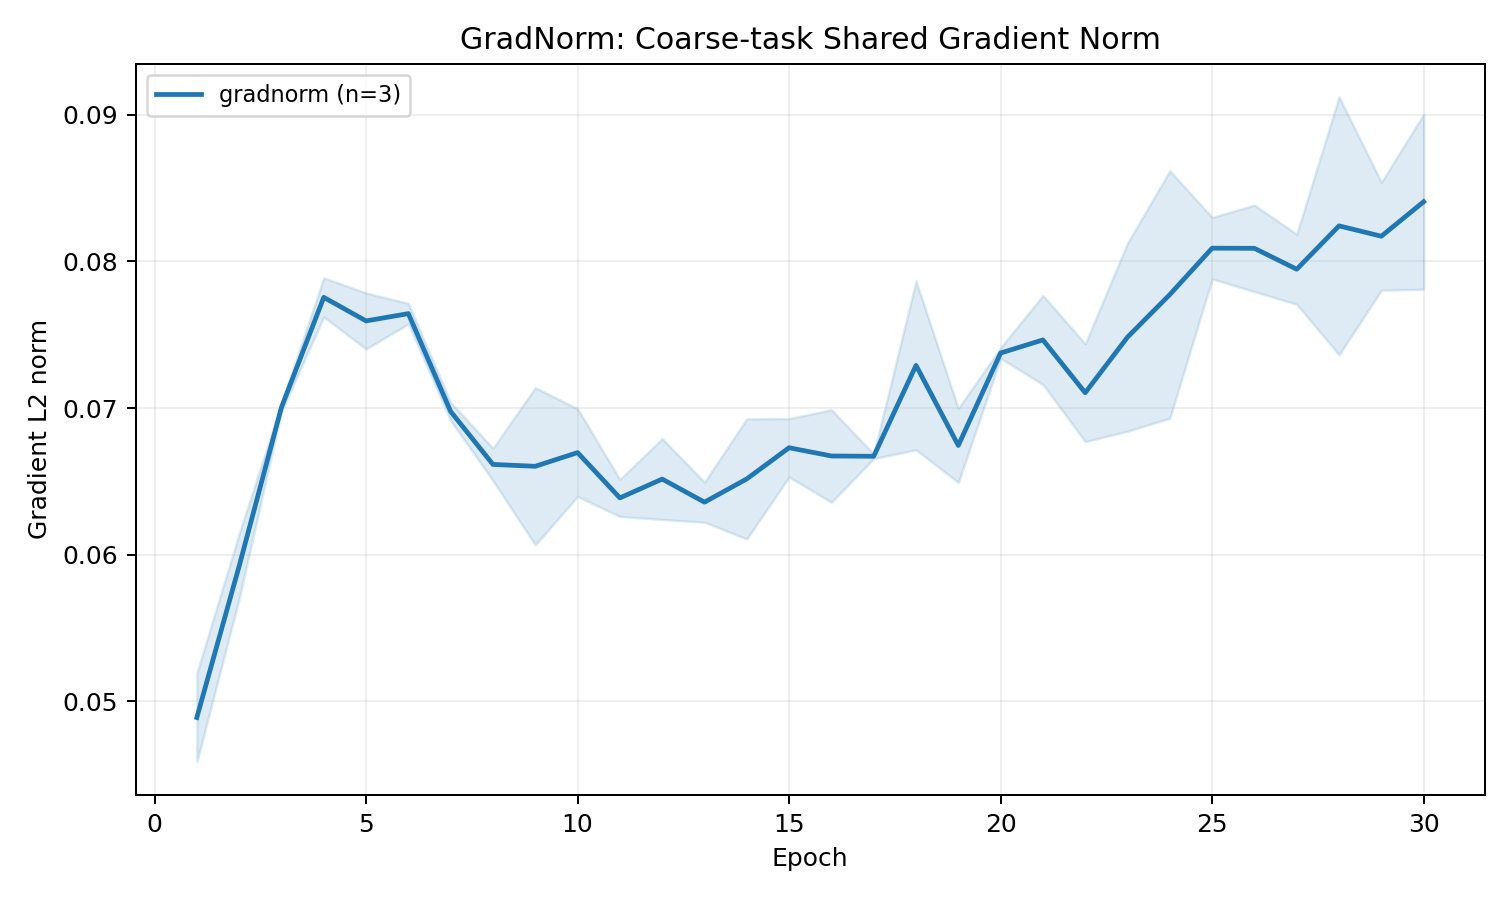 GradNorm: Coarse-task Shared Gradient Norm
gradnorm (n=3)
Gradient L2 norm
0.09
0.08
0.07
0.06
0.05
0 5 10 15 20 25 30
Epoch